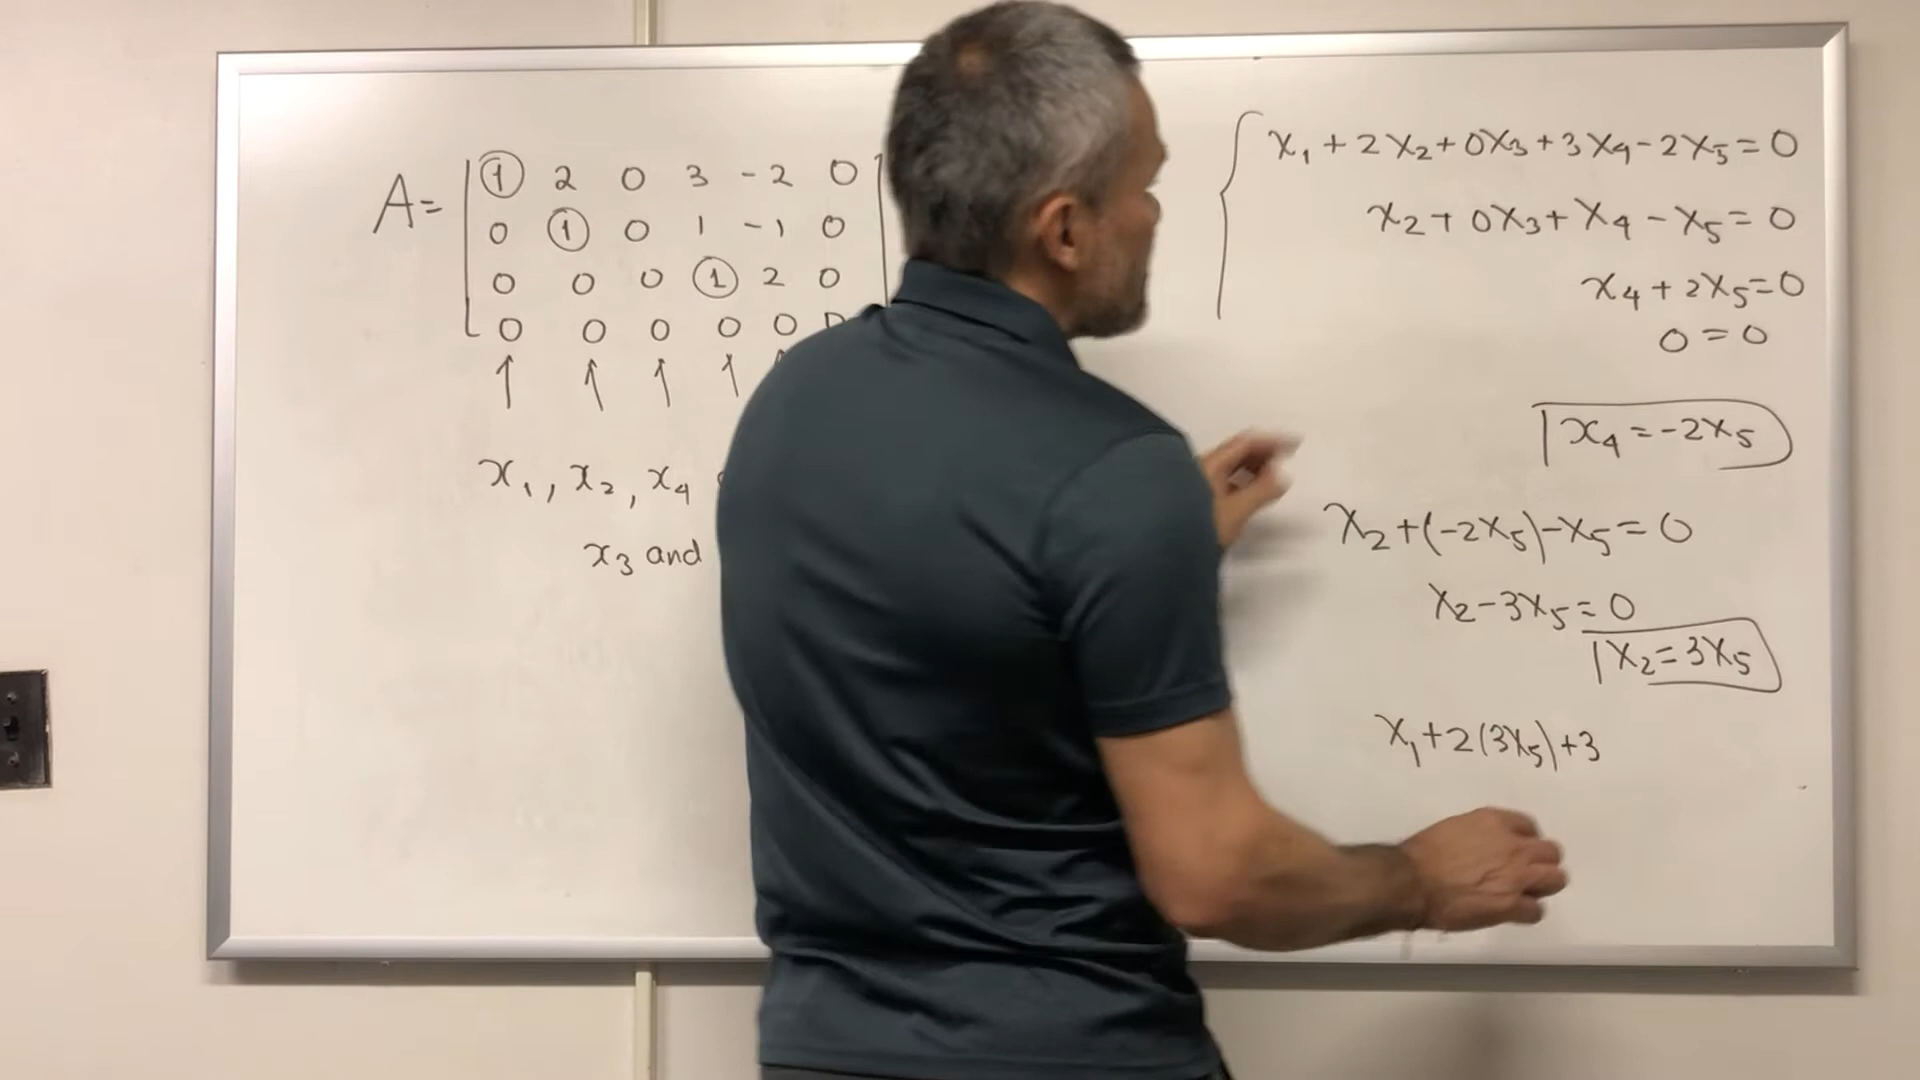 A = [ 1 2 0 3 -2 0
0 1 0 1 -1 0
0 0 0 1 2 0
0 0 0 0 0
↑ ↑ ↑ ↑
x₁, x₂, x₄
x₃ and
{ x₁ + 2x₂ + 0x₃ + 3x₄ - 2x₅ = 0
x₂ + 0x₃ + x₄ - x₅ = 0
x₄ + 2x₅ = 0
0 = 0
x₄ = -2x₅
x₂ + (-2x₅) - x₅ = 0
x₂ - 3x₅ = 0
x₂ = 3x₅
x₁ + 2(3x₅) + 3